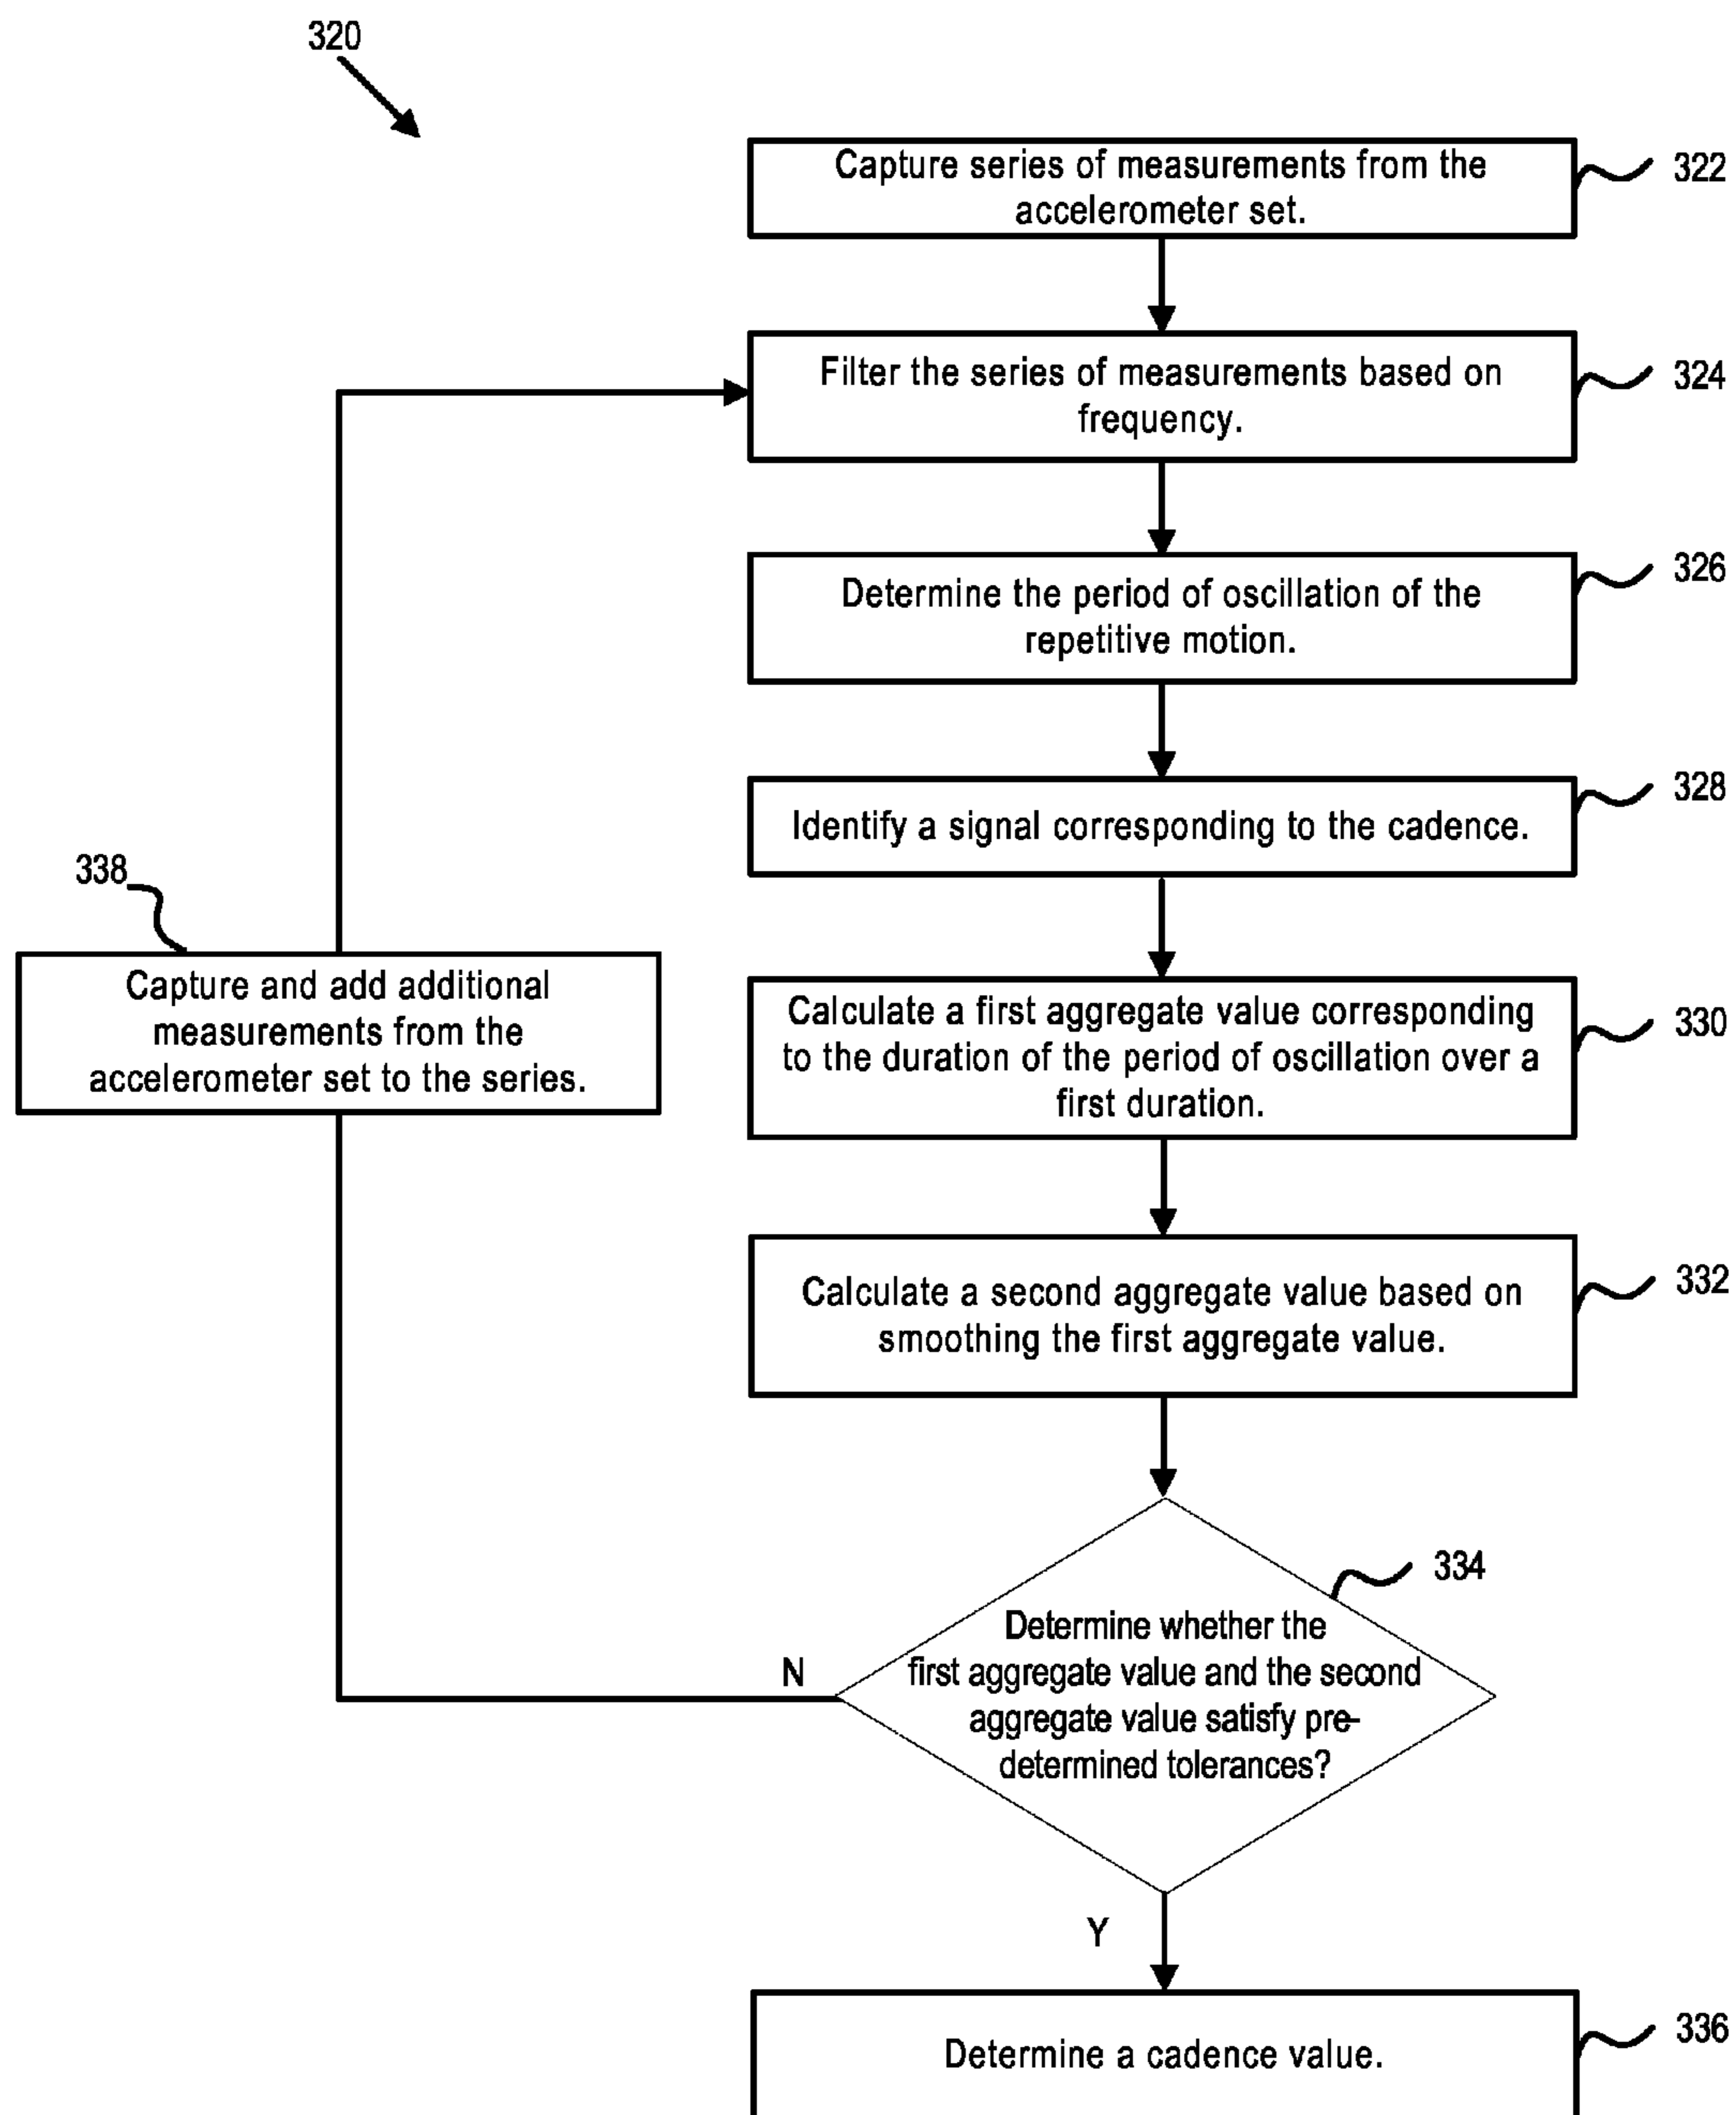 320
Capture series of measurements from the
accelerometer set.
322
Filter the series of measurements based on
frequency.
324
Determine the period of oscillation of the
repetitive motion.
326
Identify a signal corresponding to the cadence.
328
338
Capture and add additional
measurements from the
accelerometer set to the series.
Calculate a first aggregate value corresponding
to the duration of the period of oscillation over a
first duration.
330
Calculate a second aggregate value based on
smoothing the first aggregate value.
332
334
Determine whether the
first aggregate value and the second
aggregate value satisfy pre-
determined tolerances?
N
Y
Determine a cadence value.
336